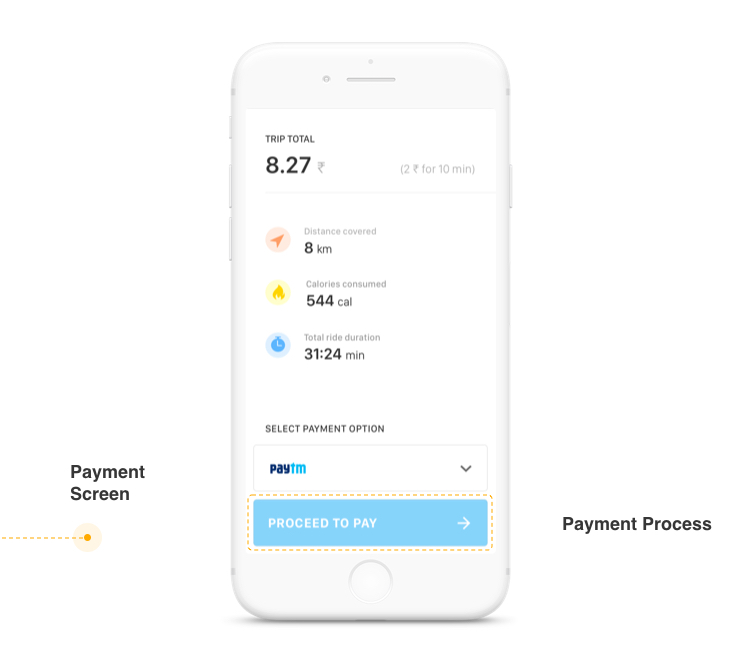 TRIP TOTAL
8.27 ₹
(2 ₹ for 10 min)
Distance covered
8 km
Calories consumed
544 cal
Total ride duration
31:24 min
SELECT PAYMENT OPTION
paytm
PROCEED TO PAY
Payment
Screen
Payment Process